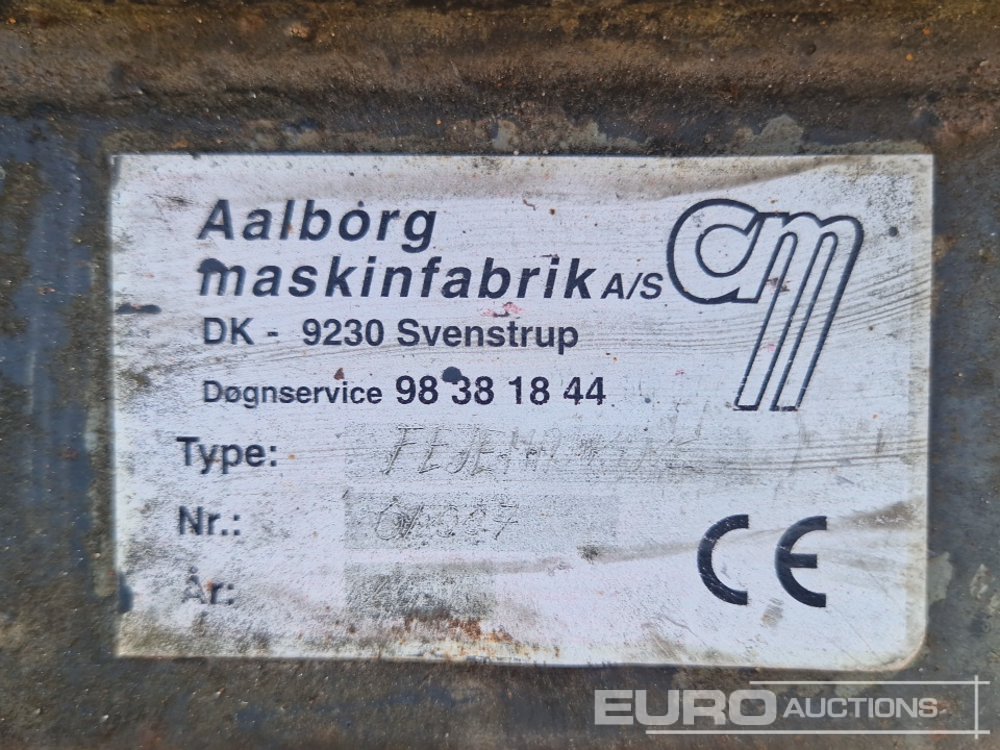 Aalborg
maskinfabrik A/S
DK - 9230 Svenstrup
Døgnservice 98 38 18 44
Type:
Nr.:
År:
CE
EURO AUCTIONS